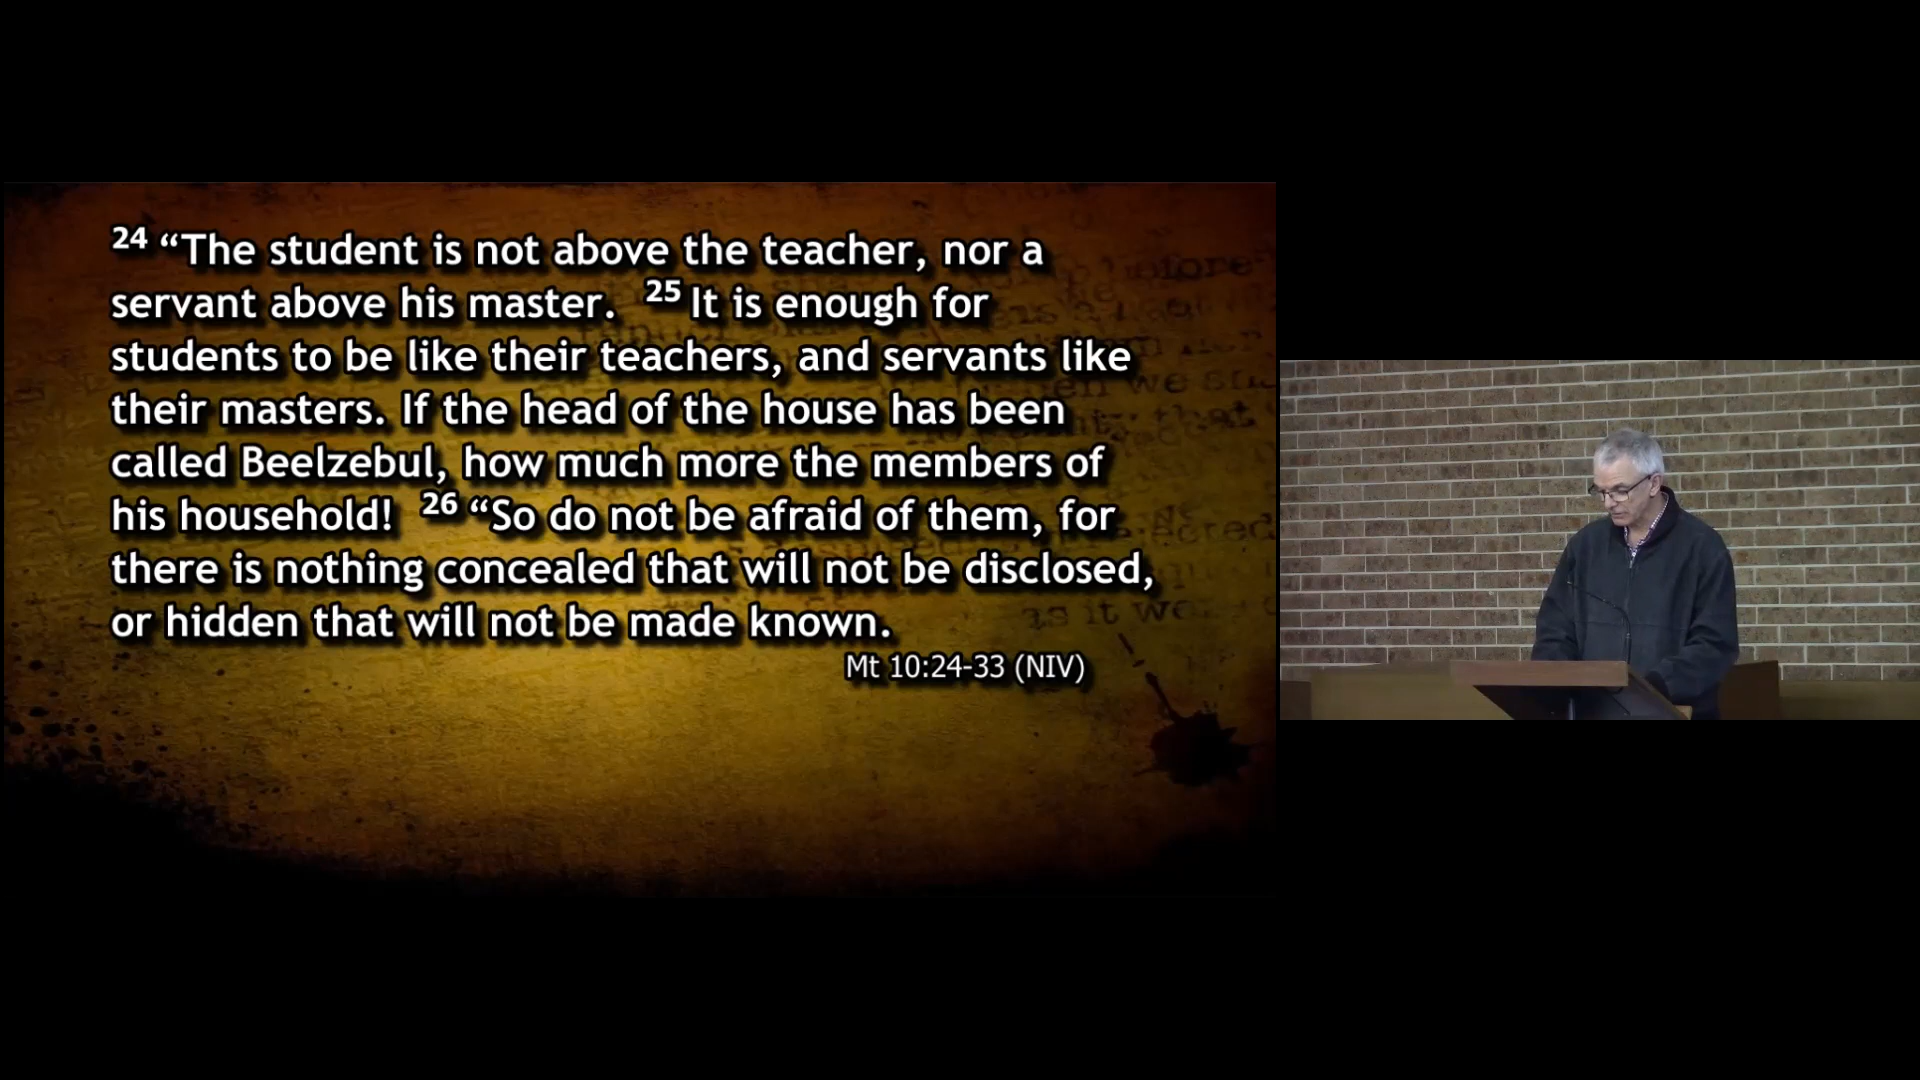 24 “The student is not above the teacher, nor a
servant above his master. 25 It is enough for
students to be like their teachers, and servants like
their masters. If the head of the house has been
called Beelzebul, how much more the members of
his household! 26 “So do not be afraid of them, for
there is nothing concealed that will not be disclosed,
or hidden that will not be made known.
Mt 10:24-33 (NIV)